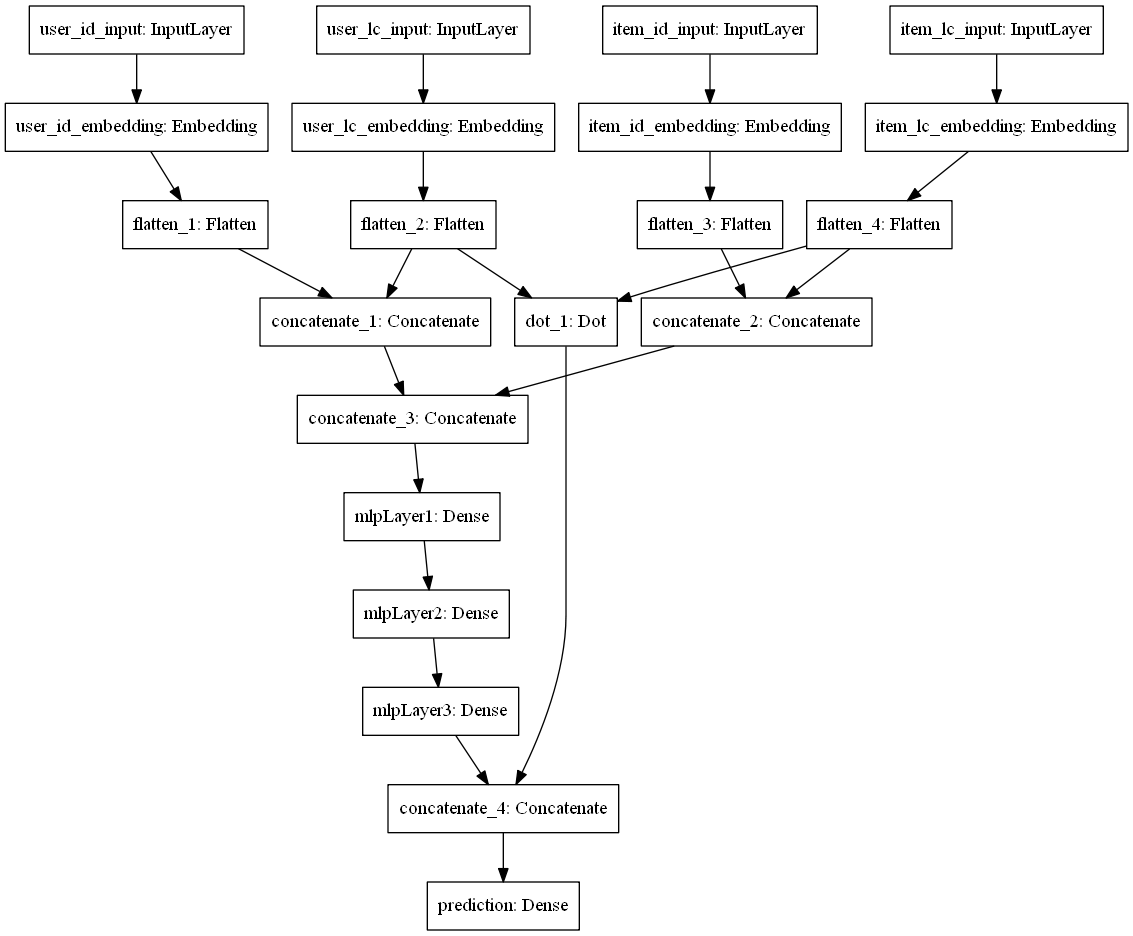 user_id_input: InputLayer
user_lc_input: InputLayer
item_id_input: InputLayer
item_lc_input: InputLayer
user_id_embedding: Embedding
user_lc_embedding: Embedding
item_id_embedding: Embedding
item_lc_embedding: Embedding
flatten_1: Flatten
flatten_2: Flatten
flatten_3: Flatten
flatten_4: Flatten
concatenate_1: Concatenate
dot_1: Dot
concatenate_2: Concatenate
concatenate_3: Concatenate
mlpLayer1: Dense
mlpLayer2: Dense
mlpLayer3: Dense
concatenate_4: Concatenate
prediction: Dense